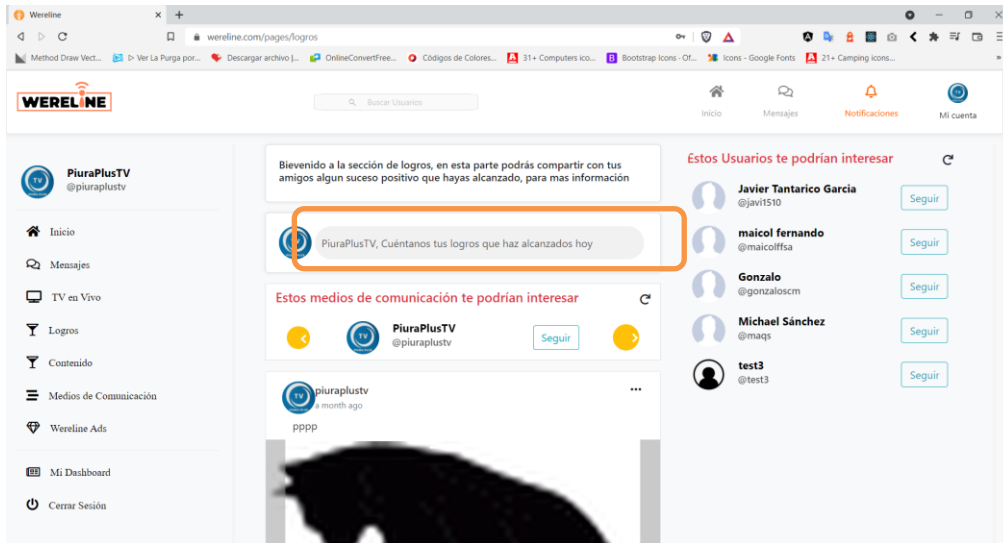 Wereline
wereline.com/pages/logros
Method Draw Vect...
▷ Ver La Purga por...
Descargar archivo |...
OnlineConvertFree...
Códigos de Colores...
31+ Computers ico...
Bootstrap Icons · Of...
Icons - Google Fonts
21+ Camping icons...
WERELINE
Buscar Usuarios
Inicio
Mensajes
Notificaciones
Mi cuenta
PiuraPlusTV
@piuraplustv
Inicio
Mensajes
TV en Vivo
Logros
Contenido
Medios de Comunicación
Wereline Ads
Mi Dashboard
Cerrar Sesión
Bievenido a la sección de logros, en esta parte podrás compartir con tus
amigos algun suceso positivo que hayas alcanzado, para mas información
PiuraPlusTV, Cuéntanos tus logros que haz alcanzados hoy
Estos medios de comunicación te podrían interesar
PiuraPlusTV
@piuraplustv
Seguir
piuraplustv
a month ago
pppp
Estos Usuarios te podrían interesar
Javier Tantarico Garcia
@javi1510
Seguir
maicol fernando
@maicolffsa
Seguir
Gonzalo
@gonzaloscm
Seguir
Michael Sánchez
@maqs
Seguir
test3
@test3
Seguir